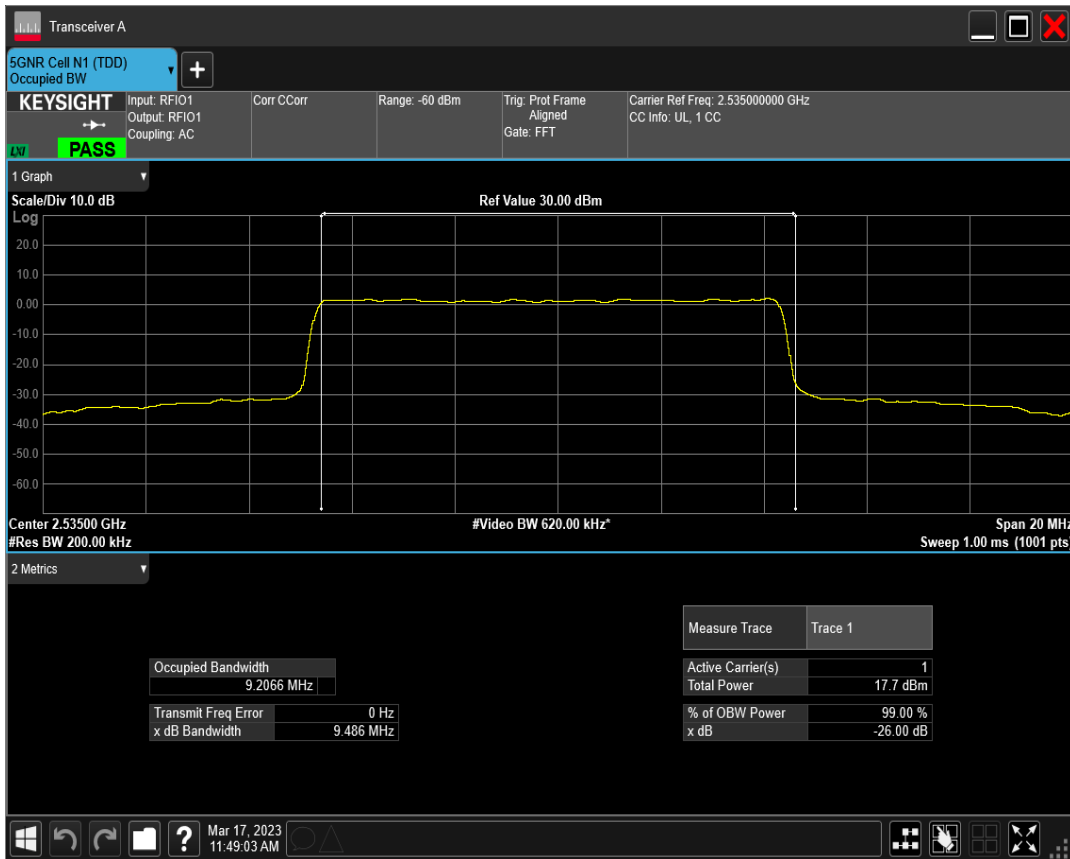 Transceiver A
5GNR Cell N1 (TDD)
Occupied BW
+
KEYSIGHT
LXI
PASS
Input: RFIO1
Output: RFIO1
Coupling: AC
Corr CCorr
Range: -60 dBm
Trig: Prot Frame
Aligned
Gate: FFT
Carrier Ref Freq: 2.535000000 GHz
CC Info: UL, 1 CC
1 Graph
Scale/Div 10.0 dB
Ref Value 30.00 dBm
Log
20.0
10.0
0.00
-10.0
-20.0
-30.0
-40.0
-50.0
-60.0
Center 2.53500 GHz
#Video BW 620.00 kHz*
Span 20 MHz
#Res BW 200.00 kHz
Sweep 1.00 ms (1001 pts)
2 Metrics
Measure Trace Trace 1
Occupied Bandwidth
9.2066 MHz
Active Carrier(s) 1
Total Power 17.7 dBm
Transmit Freq Error 0 Hz
x dB Bandwidth 9.486 MHz
% of OBW Power 99.00 %
x dB -26.00 dB
?
Mar 17, 2023
11:49:03 AM